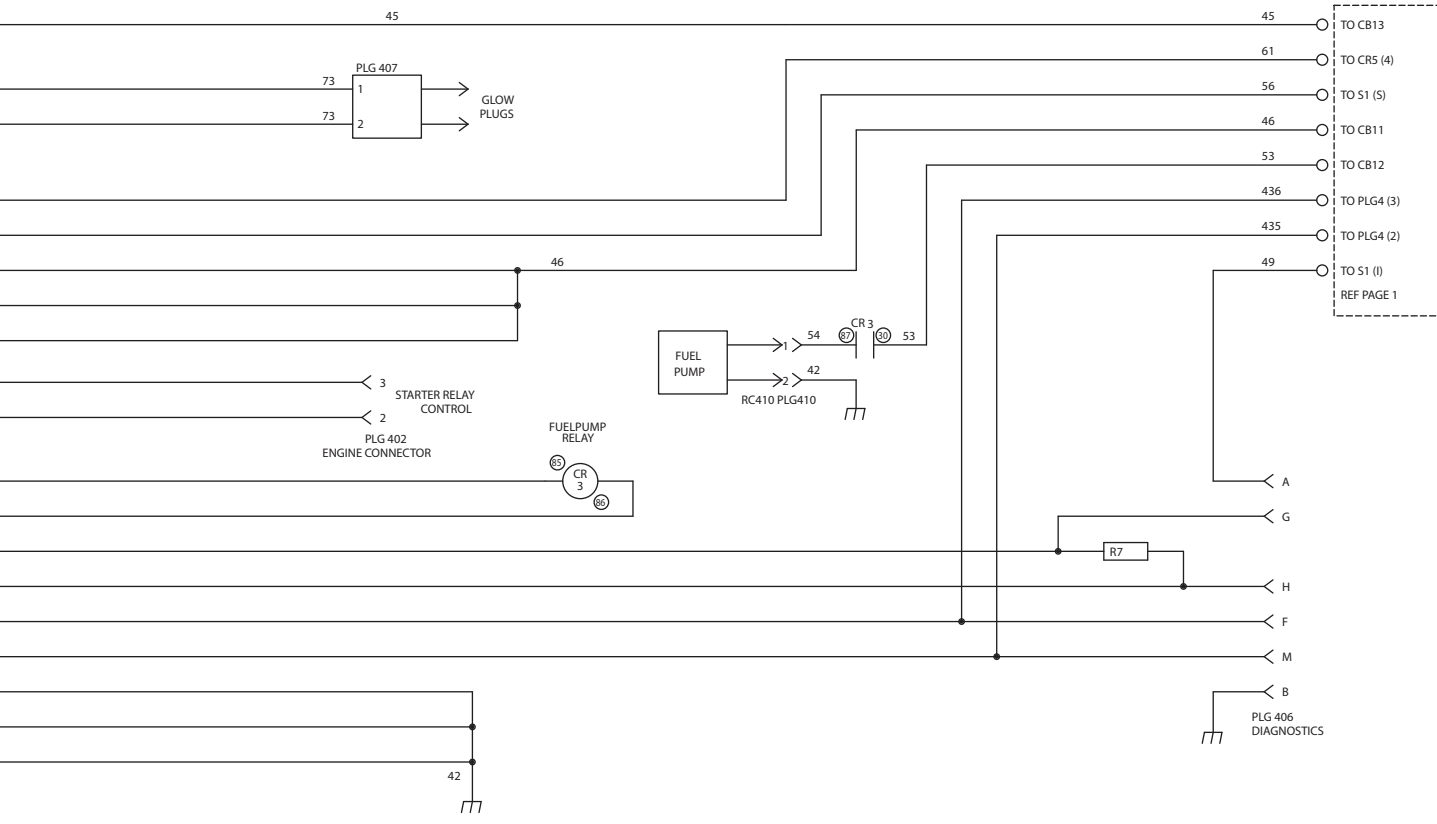 45
45
TO CB13
61
TO CR5 (4)
PLG 407
73
1
GLOW
PLUGS
56
TO S1 (S)
73
2
46
TO CB11
53
TO CB12
436
TO PLG4 (3)
435
TO PLG4 (2)
46
49
TO S1 (I)
REF PAGE 1
CR 3
FUEL
PUMP
1
54
87
30
53
2
42
RC410 PLG410
3
STARTER RELAY
CONTROL
2
PLG 402
ENGINE CONNECTOR
FUELPUMP
RELAY
85
CR
3
86
A
G
R7
H
F
M
B
PLG 406
DIAGNOSTICS
42